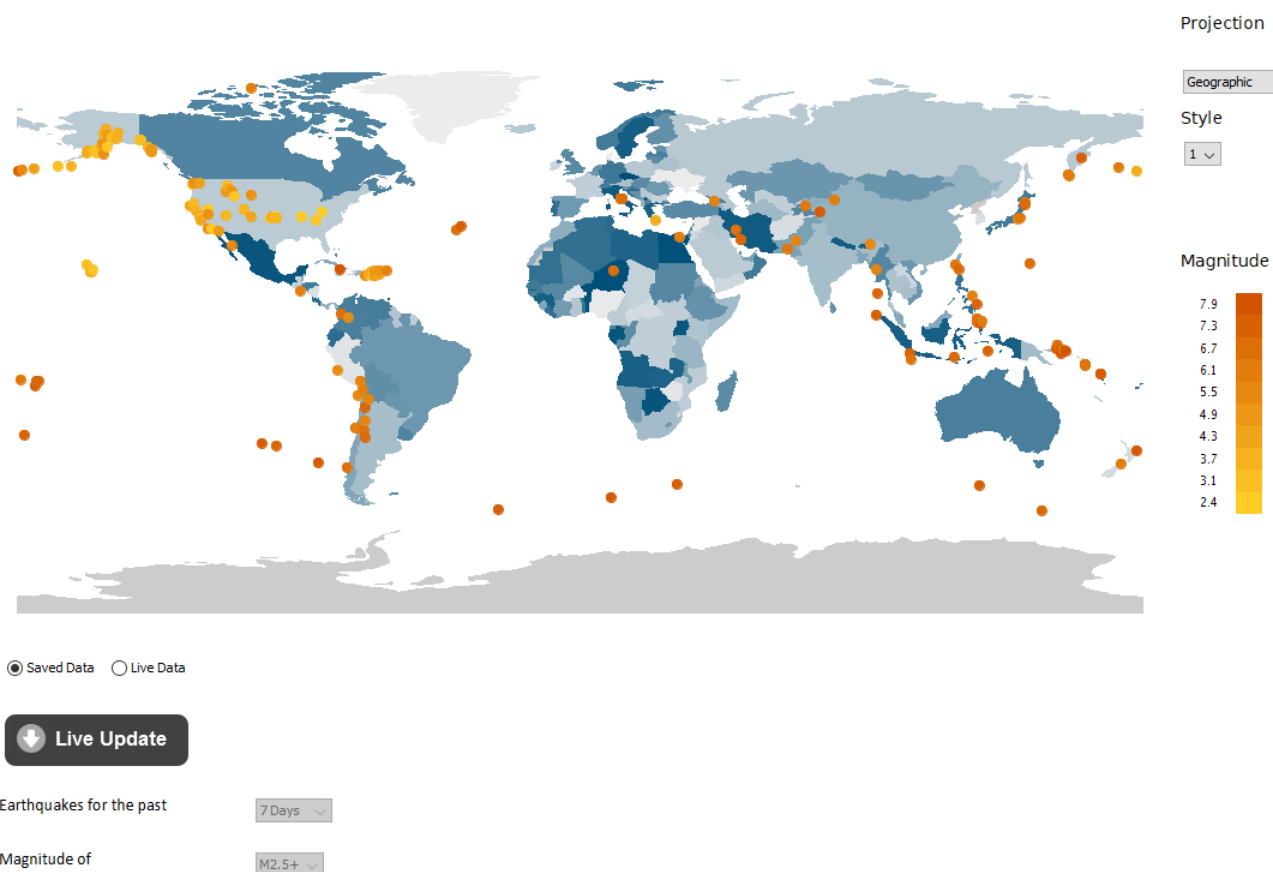 Projection
Geographic
Style
1
Magnitude
7.9
7.3
6.7
6.1
5.5
4.9
4.3
3.7
3.1
2.4
Saved Data Live Data
Live Update
Earthquakes for the past 7 Days
Magnitude of M2.5+